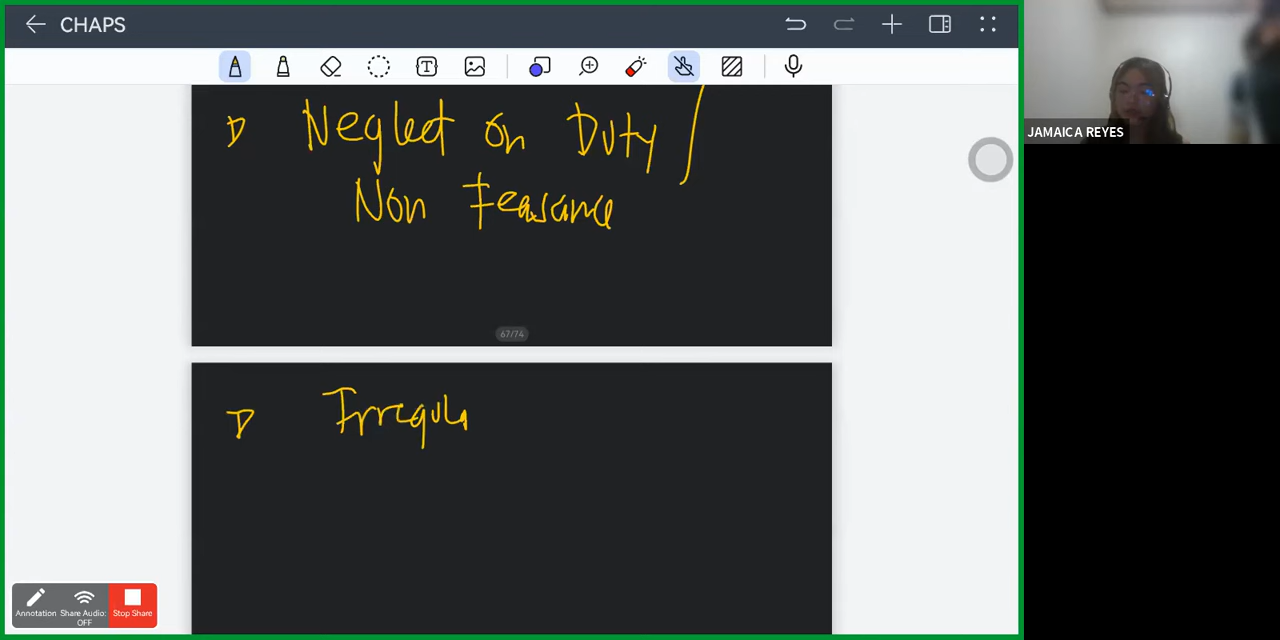 CHAPS
JAMAICA REYES
Neglect on Duty /
Non Feasance
67/74
Irregula
Annotation
Share Audio: OFF
Stop Share